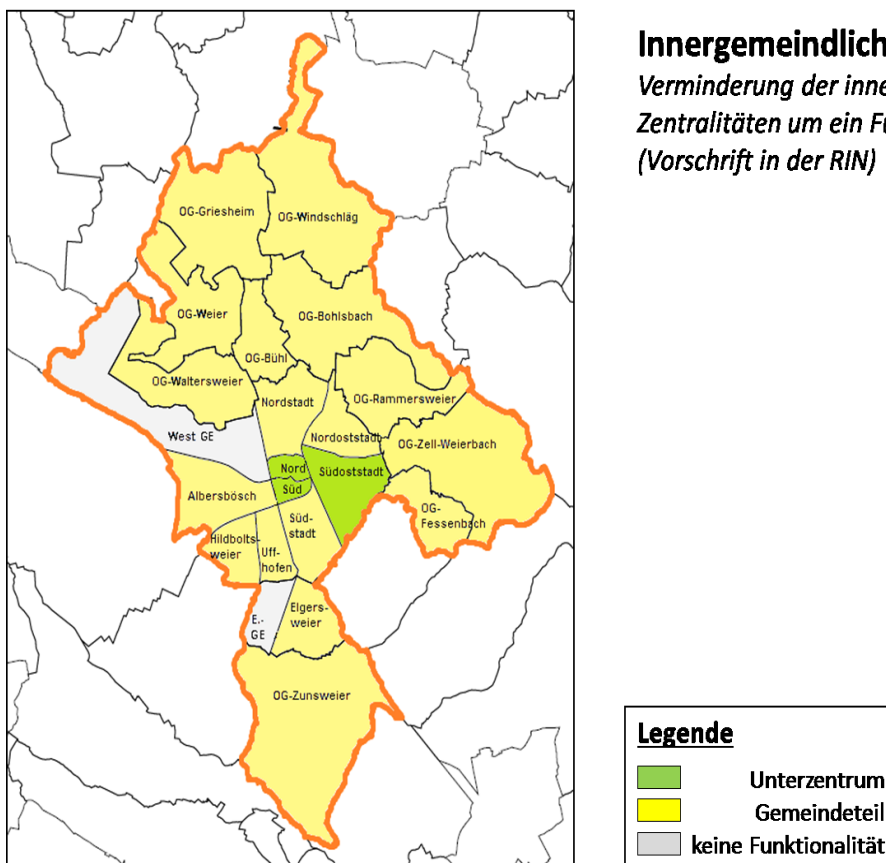 Innergemeindlich
Verminderung der inne
Zentralitäten um ein Fu
(Vorschrift in der RIN)
OG-Griesheim
OG-Windschläg
OG-Weier
OG-Bohlsbach
OG-Bühl
OG-Waltersweier
Nordstadt
OG-Rammersweier
West GE
Nordoststadt
OG-Zell-Weierbach
Nord
Südoststadt
Albersbösch
Süd
OG-
Fessenbach
Süd-
stadt
Hildbolts-
weier
Uff-
hofen
E.-
GE
Elgers-
weier
OG-Zunsweier
Legende
Unterzentrum
Gemeindeteil
keine Funktionalität